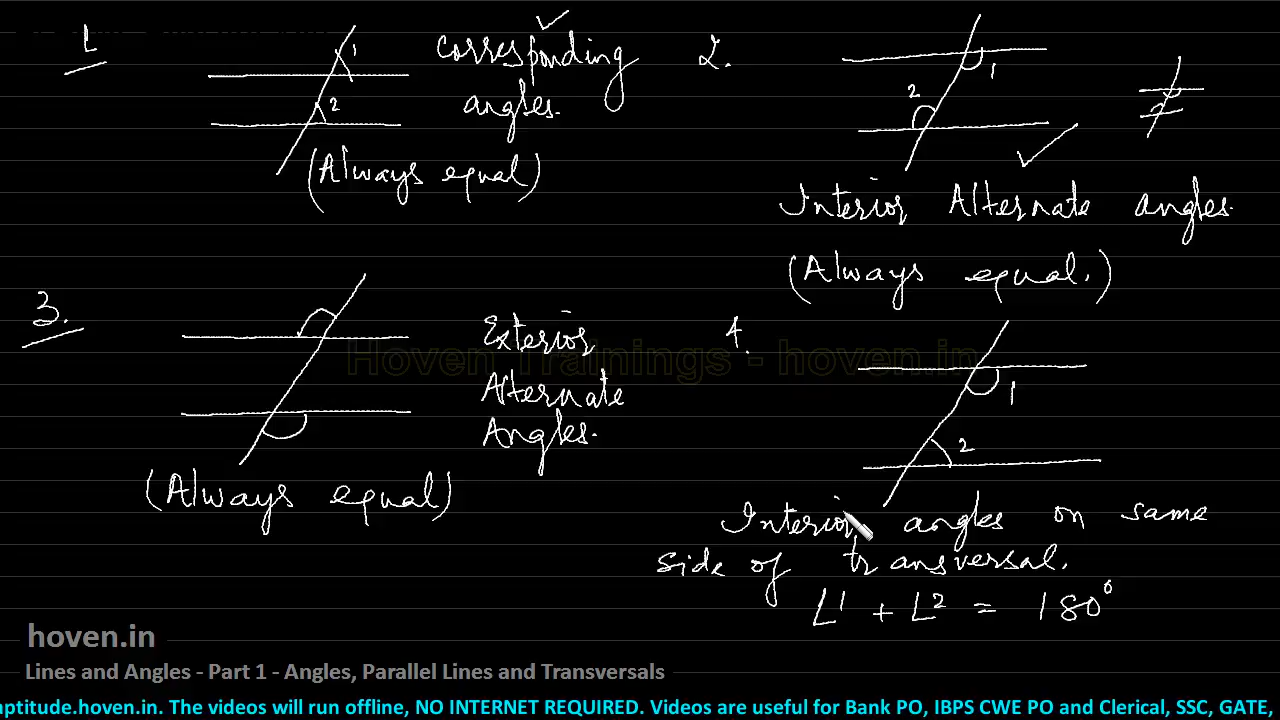 1
1
2
corresponding
angles.
(Always equal)
2.
1
2
Interior Alternate angles.
(Always equal.)
3.
Exterior
Alternate
Angles.
(Always equal)
Hoven Trainings - hoven.in
4.
1
2
Interior angles on same
side of transversal.
∠1 + ∠2 = 180°
hoven.in
Lines and Angles - Part 1 - Angles, Parallel Lines and Transversals
aptitude.hoven.in. The videos will run offline, NO INTERNET REQUIRED. Videos are useful for Bank PO, IBPS CWE PO and Clerical, SSC, GATE,